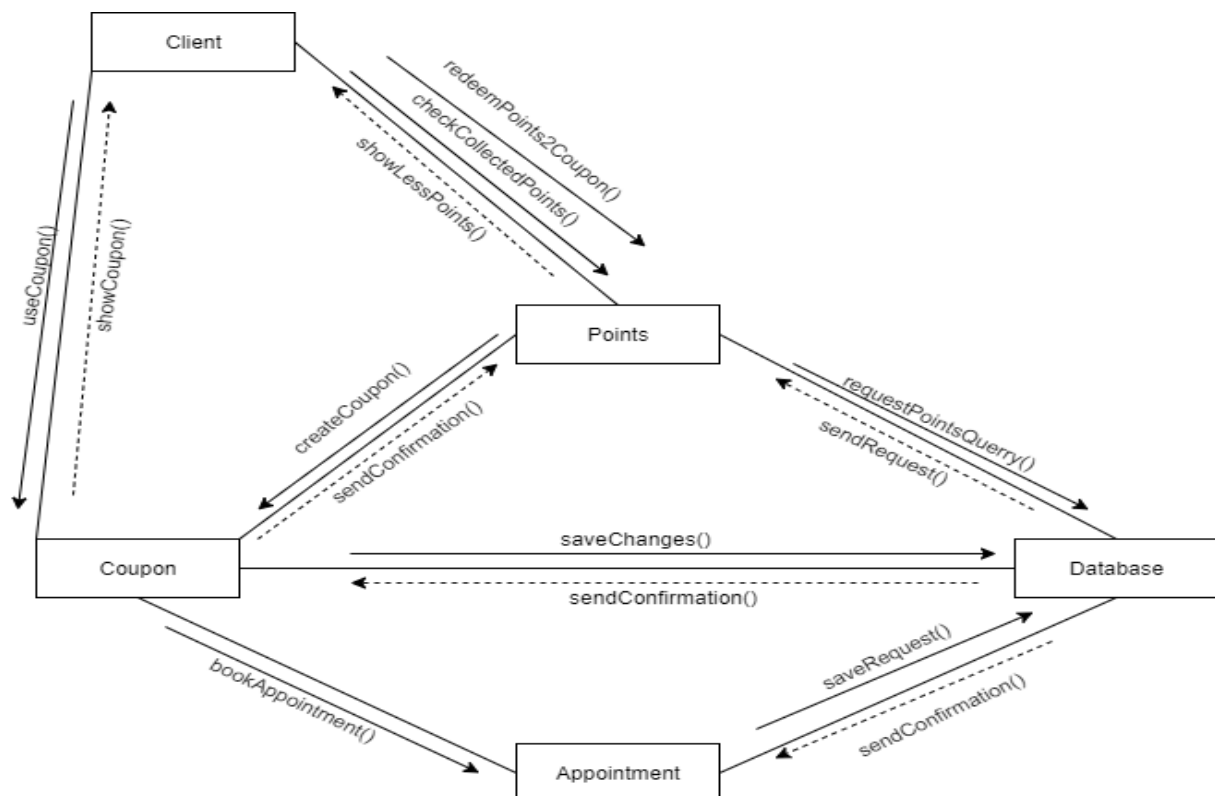 Client
redeemPoints2Coupon()
checkCollectedPoints()
showLessPoints()
useCoupon()
showCoupon()
Points
createCoupon()
sendConfirmation()
requestPointsQuerry()
sendRequest()
saveChanges()
Coupon
Database
sendConfirmation()
bookAppointment()
saveRequest()
sendConfirmation()
Appointment